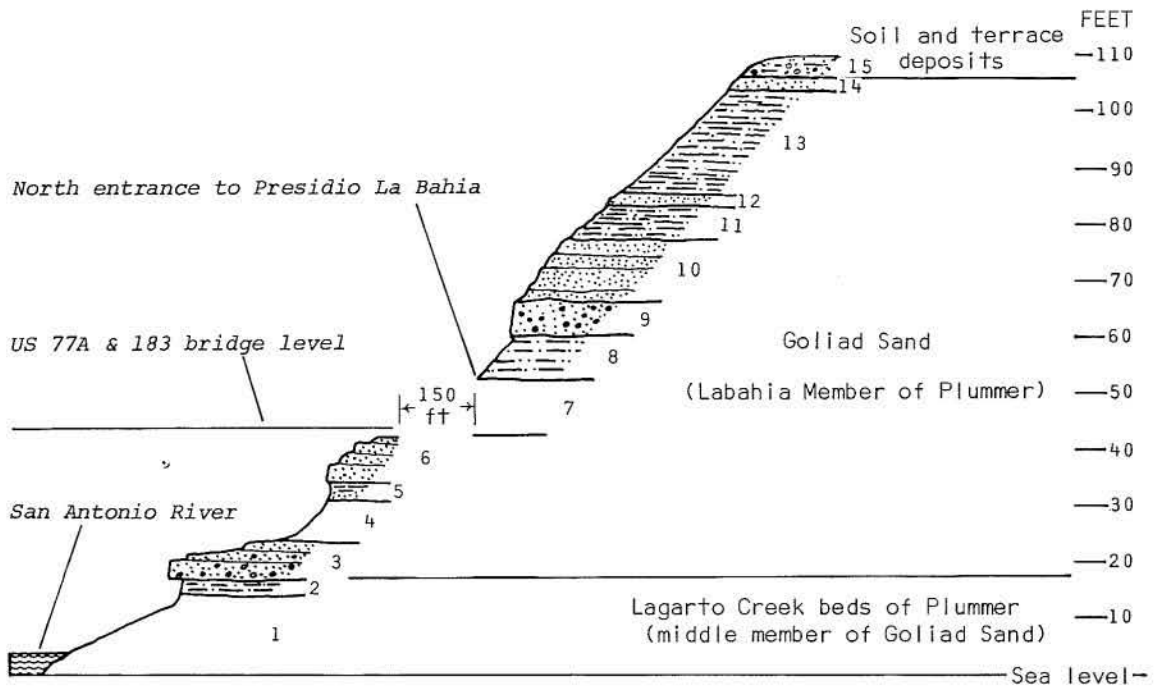 FEET
Soil and terrace
deposits
110
15
14
100
13
North entrance to Presidio La Bahia
90
12
11
80
10
70
9
US 77A & 183 bridge level
60
8
Goliad Sand
(Labahia Member of Plummer)
50
150
ft
7
40
6
San Antonio River
5
30
4
3
20
2
Lagarto Creek beds of Plummer
(middle member of Goliad Sand)
10
1
Sea level